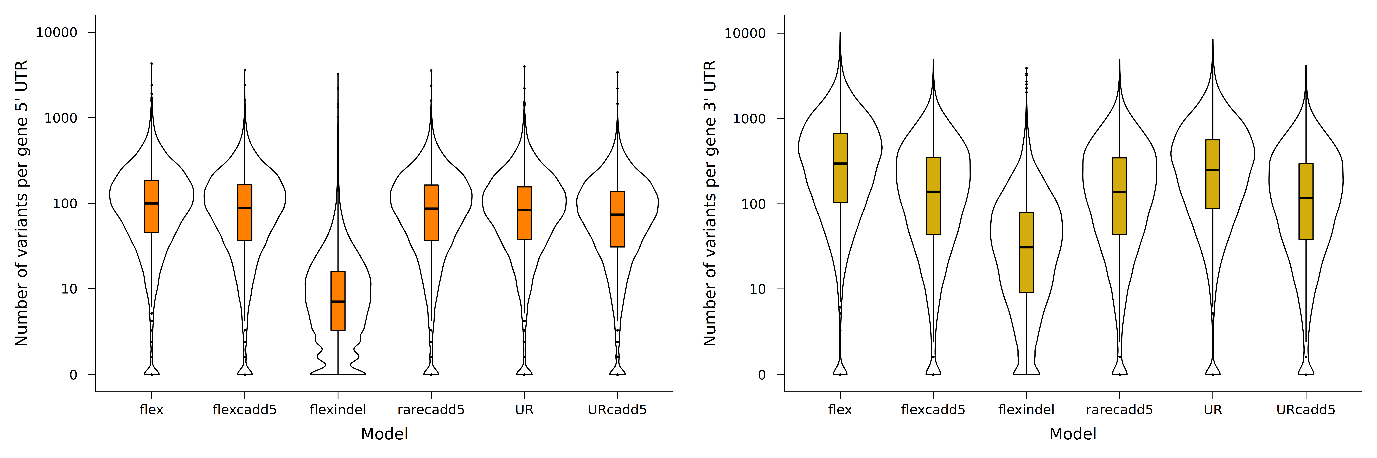 Number of variants per gene 5' UTR
10000
1000
100
10
0
flex flexcadd5 flexindel rarecadd5 UR URcadd5
Model
Number of variants per gene 3' UTR
10000
1000
100
10
0
flex flexcadd5 flexindel rarecadd5 UR URcadd5
Model